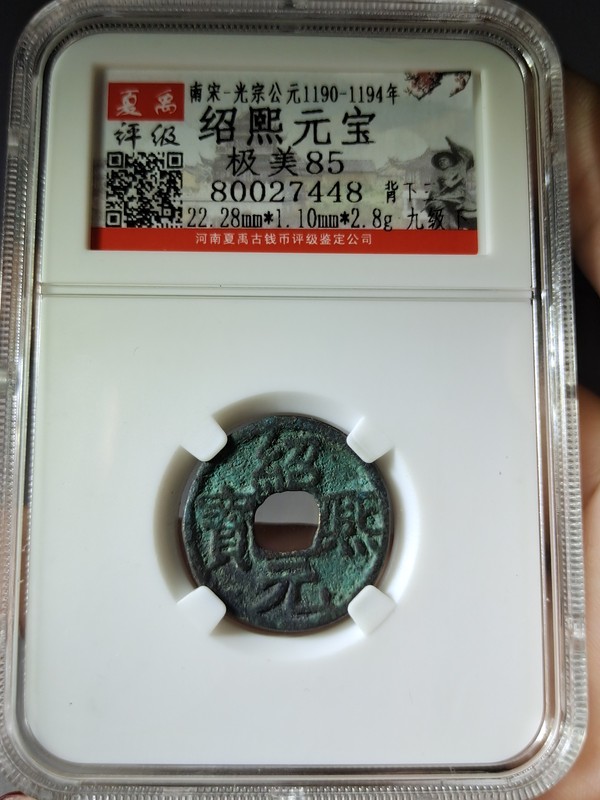 夏禹
评级
南宋-光宗公元1190-1194年
绍熙元宝
极美85
80027448 背下三
22.28mm*1.10mm*2.8g 九级下
河南夏禹古钱币评级鉴定公司
紹熙元寶